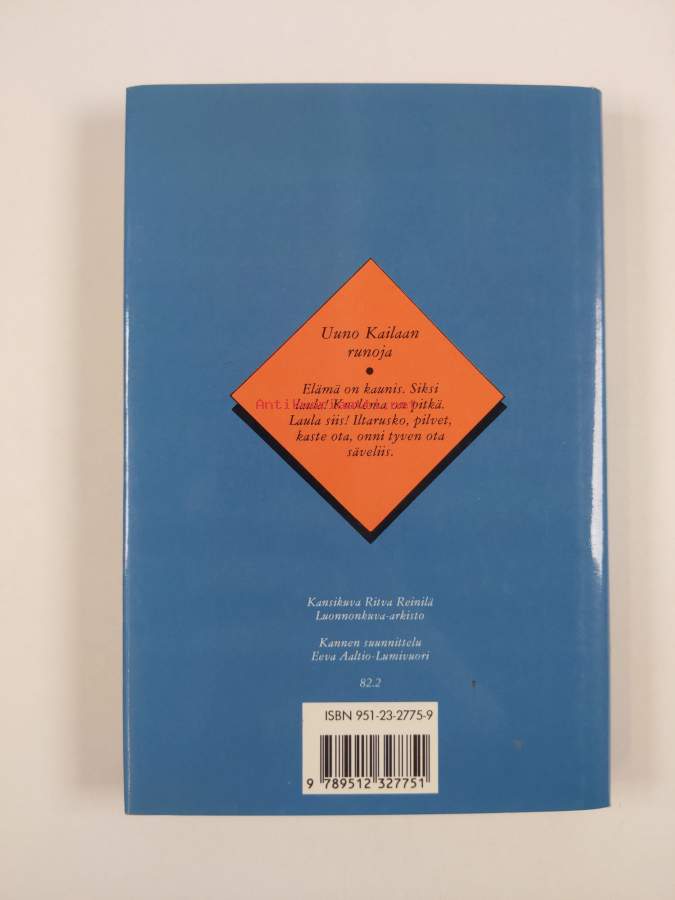 Uuno Kailaan
runoja
Elämä on kaunis. Siksi
laula! Kuolema on pitkä.
Laula siis! Iltarusko, pilvet,
kaste ota, onni tyven ota
säveliis.
Kansikuva Ritva Reinilä
Luonnonkuva-arkisto
Kannen suunnittelu
Eeva Aaltio-Lumivuori
82.2
ISBN 951-23-2775-9
9 789512 327751